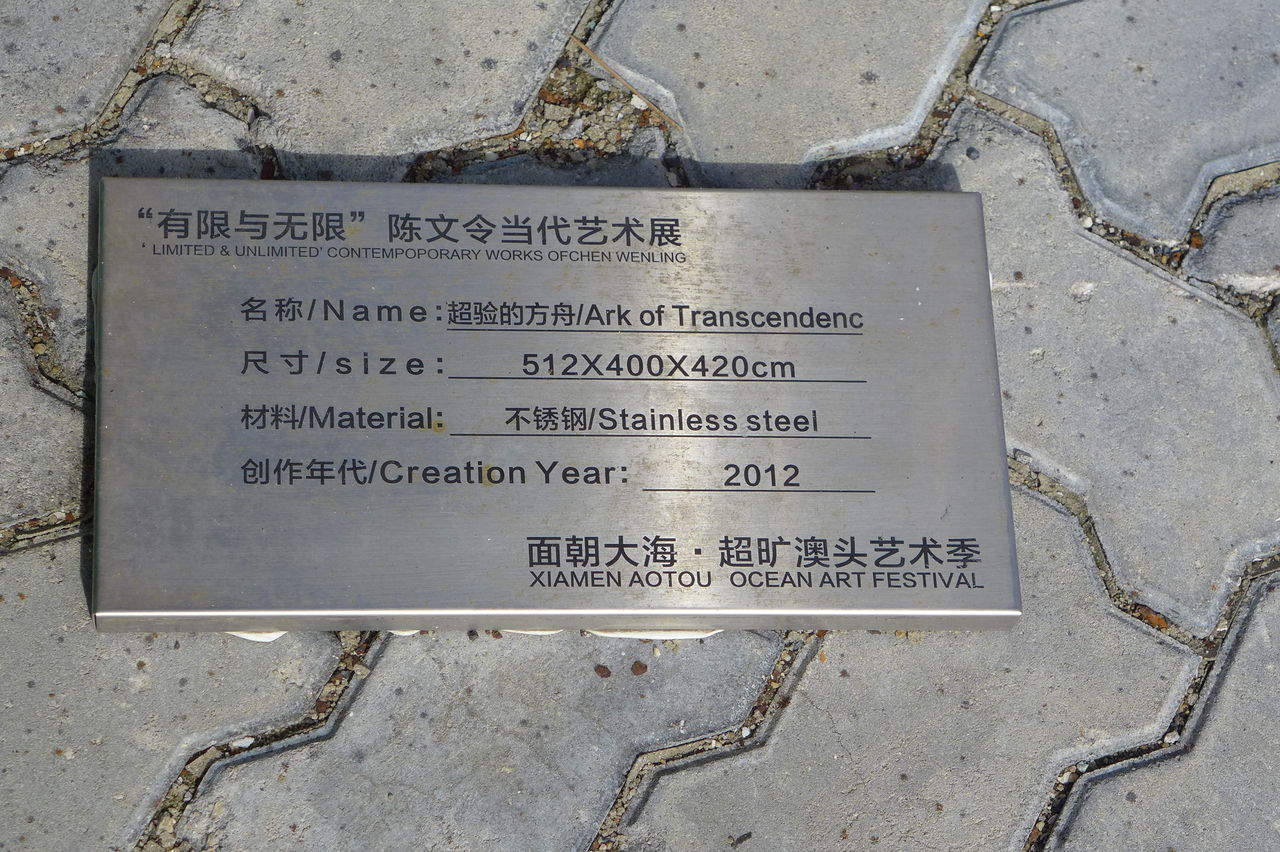 “有限与无限” 陈文令当代艺术展
‘ LIMITED & UNLIMITED’ CONTEMPOPORARY WORKS OFCHEN WENLING
名称/Name:超验的方舟/Ark of Transcendenc
尺寸/size: 512X400X420cm
材料/Material: 不锈钢/Stainless steel
创作年代/Creation Year: 2012
面朝大海·超旷澳头艺术季
XIAMEN AOTOU OCEAN ART FESTIVAL